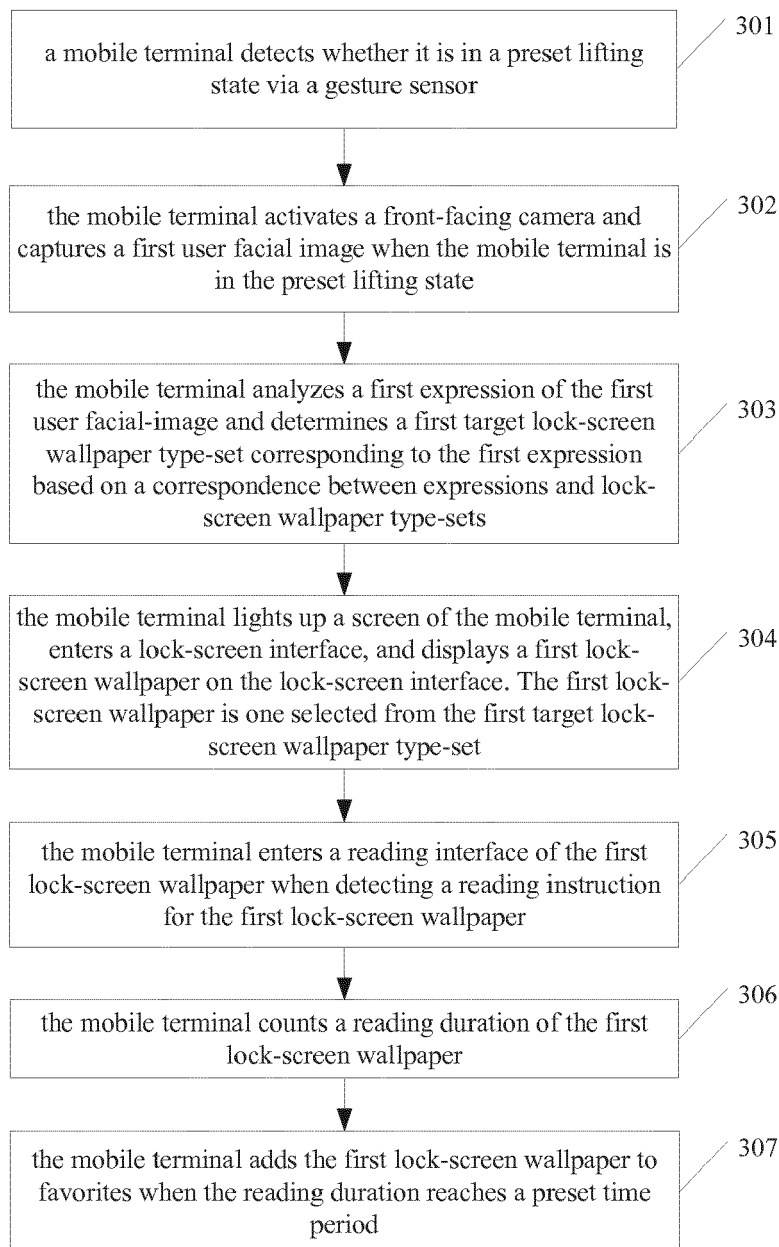 301
a mobile terminal detects whether it is in a preset lifting
state via a gesture sensor
302
the mobile terminal activates a front-facing camera and
captures a first user facial image when the mobile terminal is
in the preset lifting state
303
the mobile terminal analyzes a first expression of the first
user facial-image and determines a first target lock-screen
wallpaper type-set corresponding to the first expression
based on a correspondence between expressions and lock-
screen wallpaper type-sets
304
the mobile terminal lights up a screen of the mobile terminal,
enters a lock-screen interface, and displays a first lock-
screen wallpaper on the lock-screen interface. The first lock-
screen wallpaper is one selected from the first target lock-
screen wallpaper type-set
305
the mobile terminal enters a reading interface of the first
lock-screen wallpaper when detecting a reading instruction
for the first lock-screen wallpaper
306
the mobile terminal counts a reading duration of the first
lock-screen wallpaper
307
the mobile terminal adds the first lock-screen wallpaper to
favorites when the reading duration reaches a preset time
period